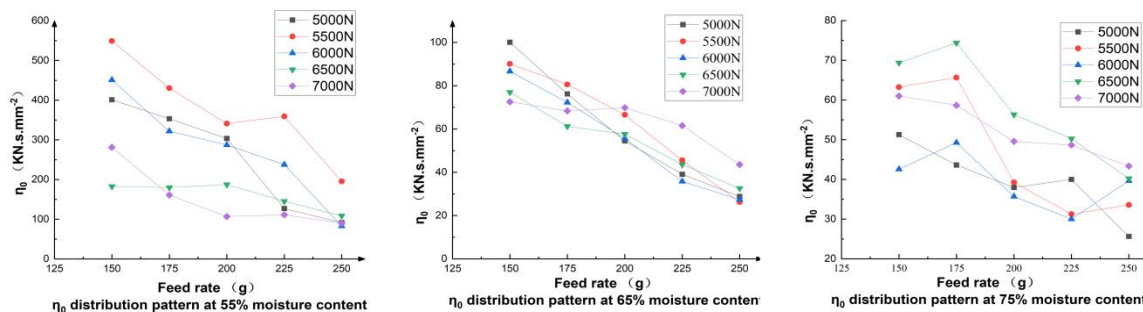 600
500
400
300
200
100
0
η₀ (KN.s.mm⁻²)
5000N
5500N
6000N
6500N
7000N
125 150 175 200 225 250
Feed rate (g)
η₀ distribution pattern at 55% moisture content
100
80
60
40
20
0
η₀ (KN.s.mm⁻²)
5000N
5500N
6000N
6500N
7000N
125 150 175 200 225 250
Feed rate (g)
η₀ distribution pattern at 65% moisture conten
80
70
60
50
40
30
20
η₀ (KN.s.mm⁻²)
5000N
5500N
6000N
6500N
7000N
125 150 175 200 225 250
Feed rate (g)
η₀ distribution pattern at 75% moisture content